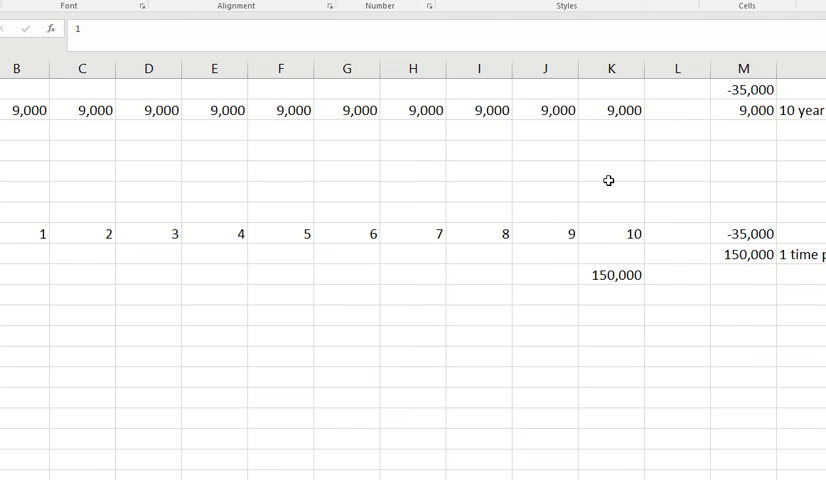 Font Alignment Number Styles Cells
fx 1
B C D E F G H I J K L M
-35,000
9,000 9,000 9,000 9,000 9,000 9,000 9,000 9,000 9,000 9,000 9,000 10 year
1 2 3 4 5 6 7 8 9 10 -35,000
150,000 1 time p
150,000